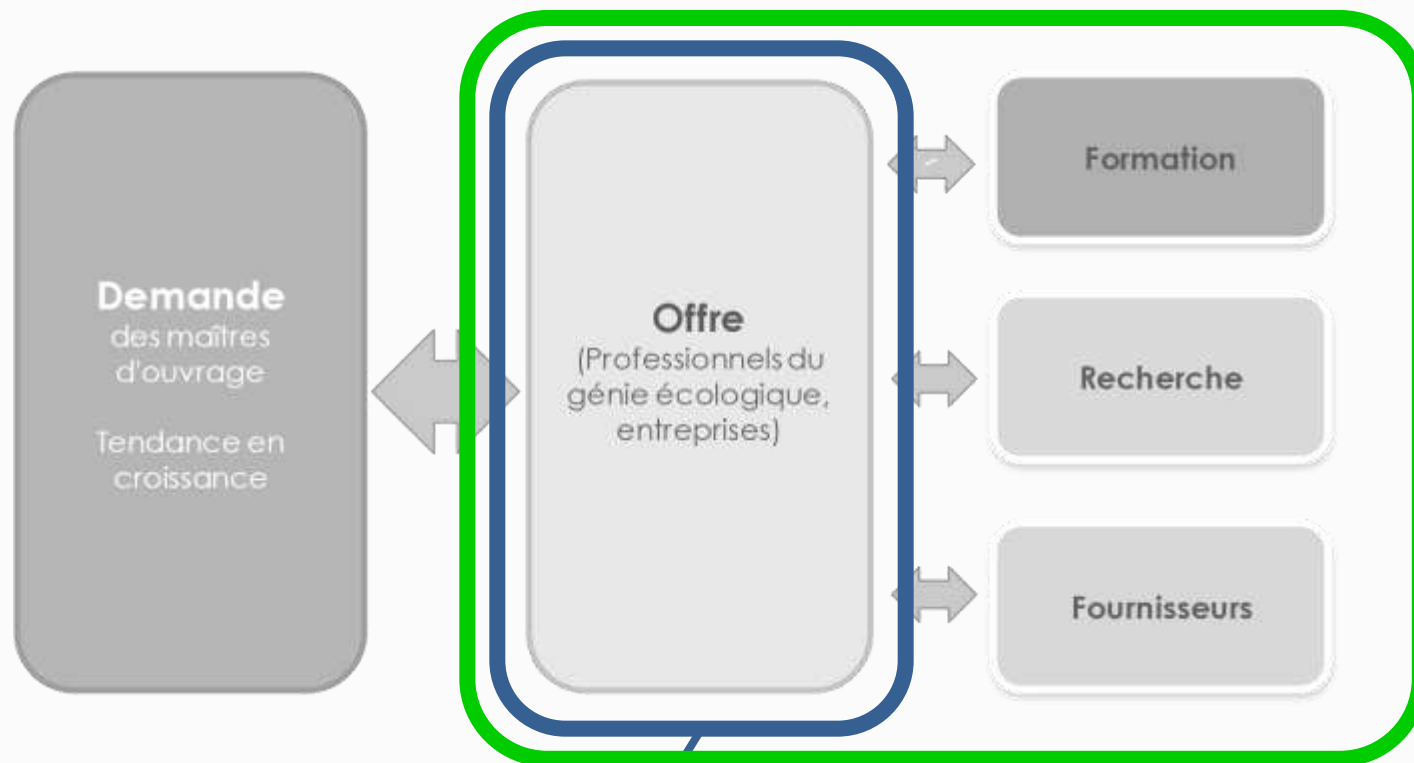 Demande
des maîtres
d'ouvrage
Tendance en
croissance
Offre
(Professionnels du
génie écologique,
entreprises)
Formation
Recherche
Fournisseurs